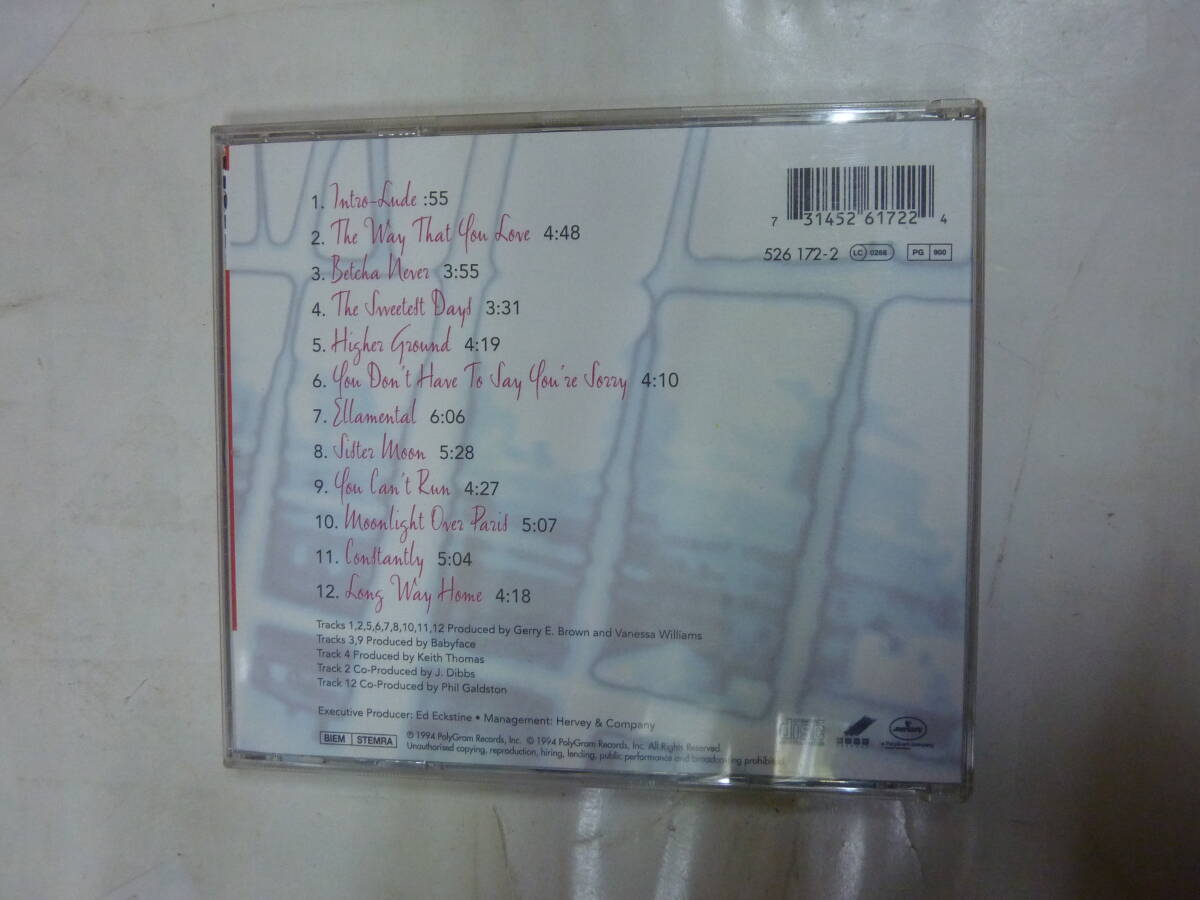 1. Intro-Lude :55
2. The Way That You Love 4:48
3. Betcha Never 3:55
4. The Sweetest Days 3:31
5. Higher Ground 4:19
6. You Don't Have To Say You're Sorry 4:10
7. Ellamental 6:06
8. Sister Moon 5:28
9. You Can't Run 4:27
10. Moonlight Over Paris 5:07
11. Constantly 5:04
12. Long Way Home 4:18
7 31452 61722 4
526 172-2 LC 0268 PG 900
Tracks 1,2,5,6,7,8,10,11,12 Produced by Gerry E. Brown and Vanessa Williams
Tracks 3,9 Produced by Babyface
Track 4 Produced by Keith Thomas
Track 2 Co-Produced by J. Dibbs
Track 12 Co-Produced by Phil Galdston
Executive Producer: Ed Eckstine • Management: Hervey & Company
BIEM STEMRA ℗ 1994 PolyGram Records, Inc. © 1994 PolyGram Records, Inc. All Rights Reserved.
Unauthorised copying, reproduction, hiring, lending, public performance and broadcasting prohibited.
disc
mercury
a PolyGram company